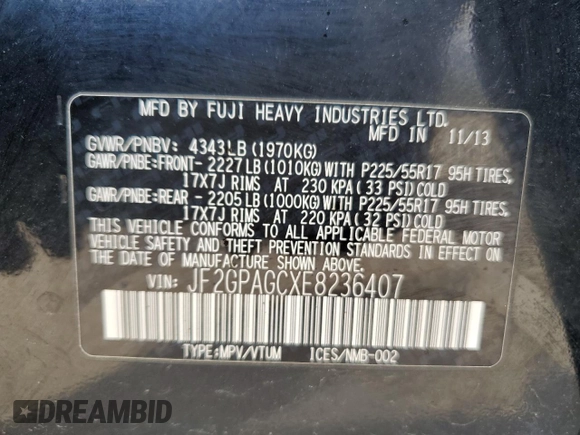 MFD BY FUJI HEAVY INDUSTRIES LTD.
MFD IN 11/13
GVWR/PNBV: 4343LB(1970KG)
GAWR/PNBE:FRONT- 2227LB(1010KG)WITH P225/55R17 95H TIRES,
17X7J RIMS AT 230 KPA(33 PSI)COLD
GAWR/PNBE:REAR - 2205LB(1000KG)WITH P225/55R17 95H TIRES,
17X7J RIMS AT 220 KPA(32 PSI)COLD
THIS VEHICLE CONFORMS TO ALL APPLICABLE FEDERAL MOTOR
VEHICLE SAFETY AND THEFT PREVENTION STANDARDS IN EFFECT ON
THE DATE OF MANUFACTURE SHOWN ABOVE.
VIN: JF2GPAGCXE8236407
TYPE:MPV/VTUM ICES/NMB-002
DREAMBID